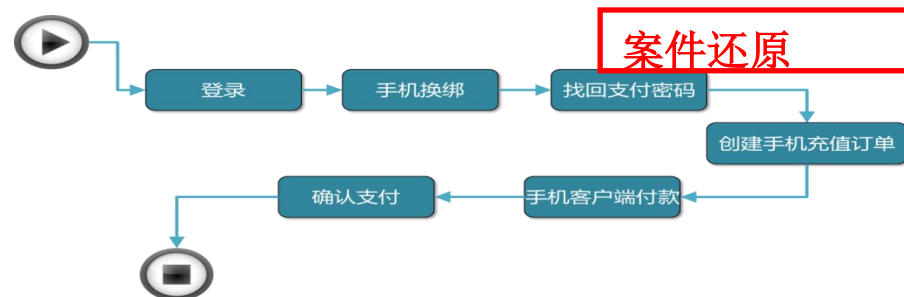 案件还原
登录
手机换绑
找回支付密码
创建手机充值订单
手机客户端付款
确认支付